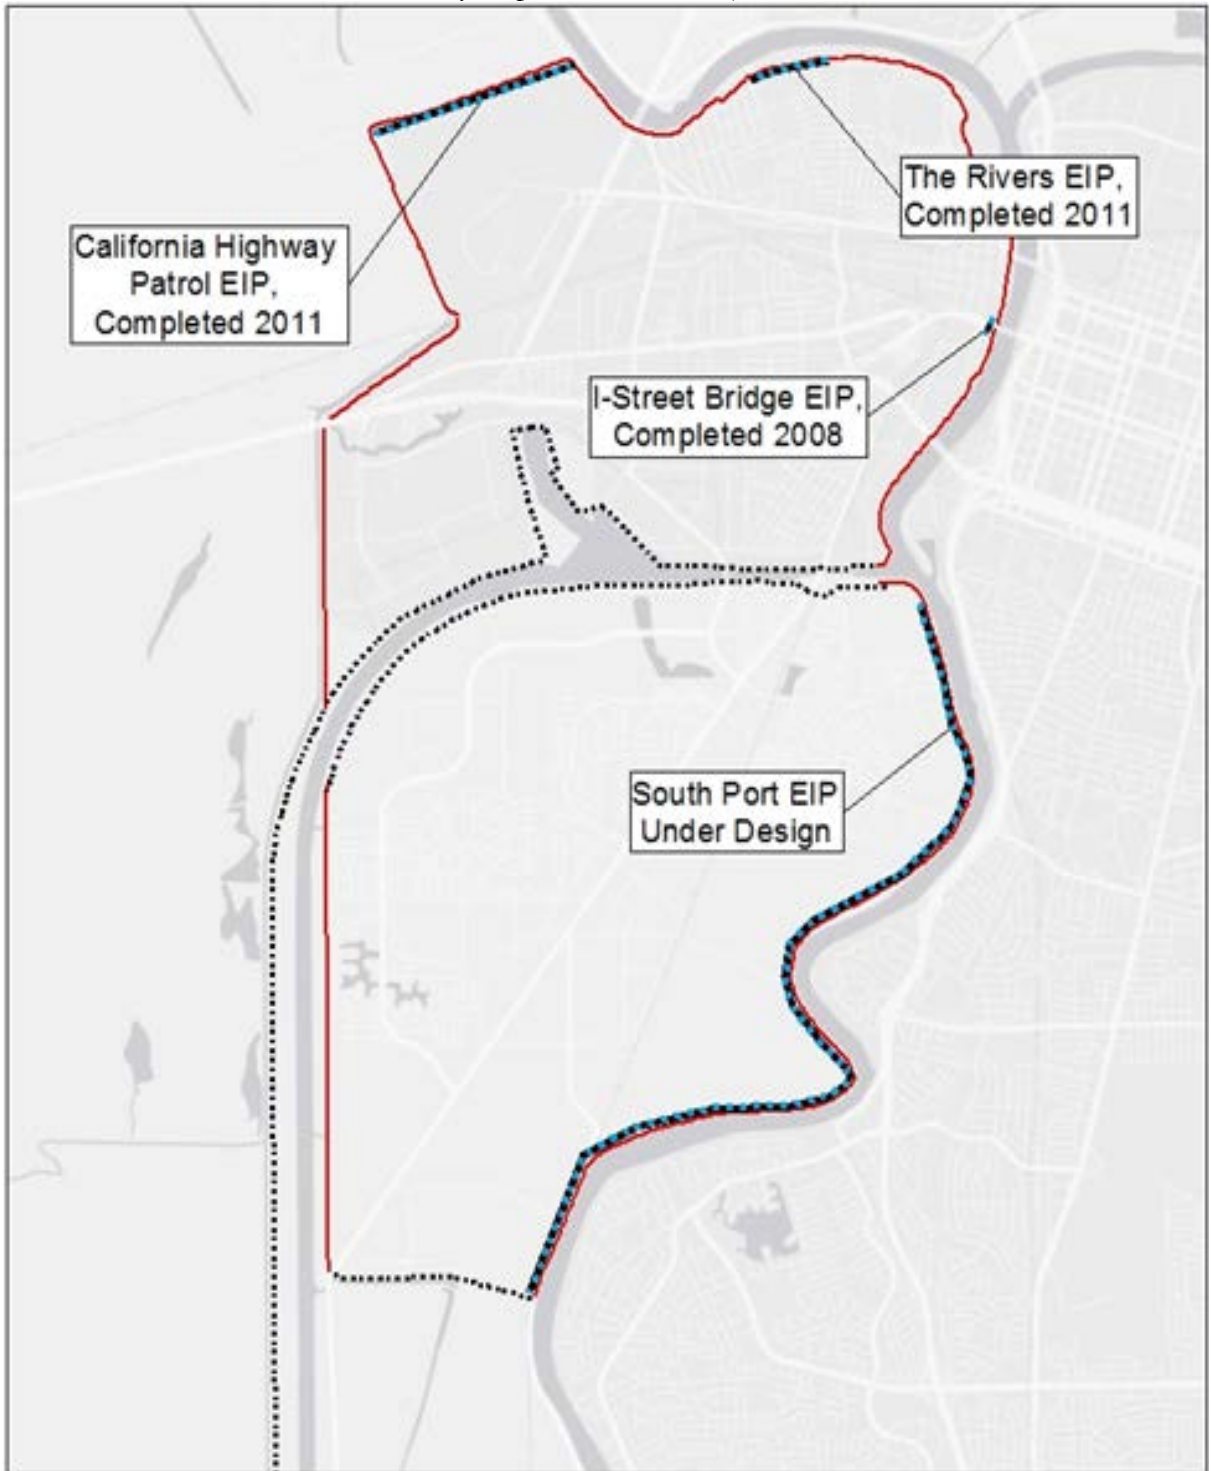 The Rivers EIP,
Completed 2011
California Highway
Patrol EIP,
Completed 2011
I-Street Bridge EIP,
Completed 2008
South Port EIP
Under Design